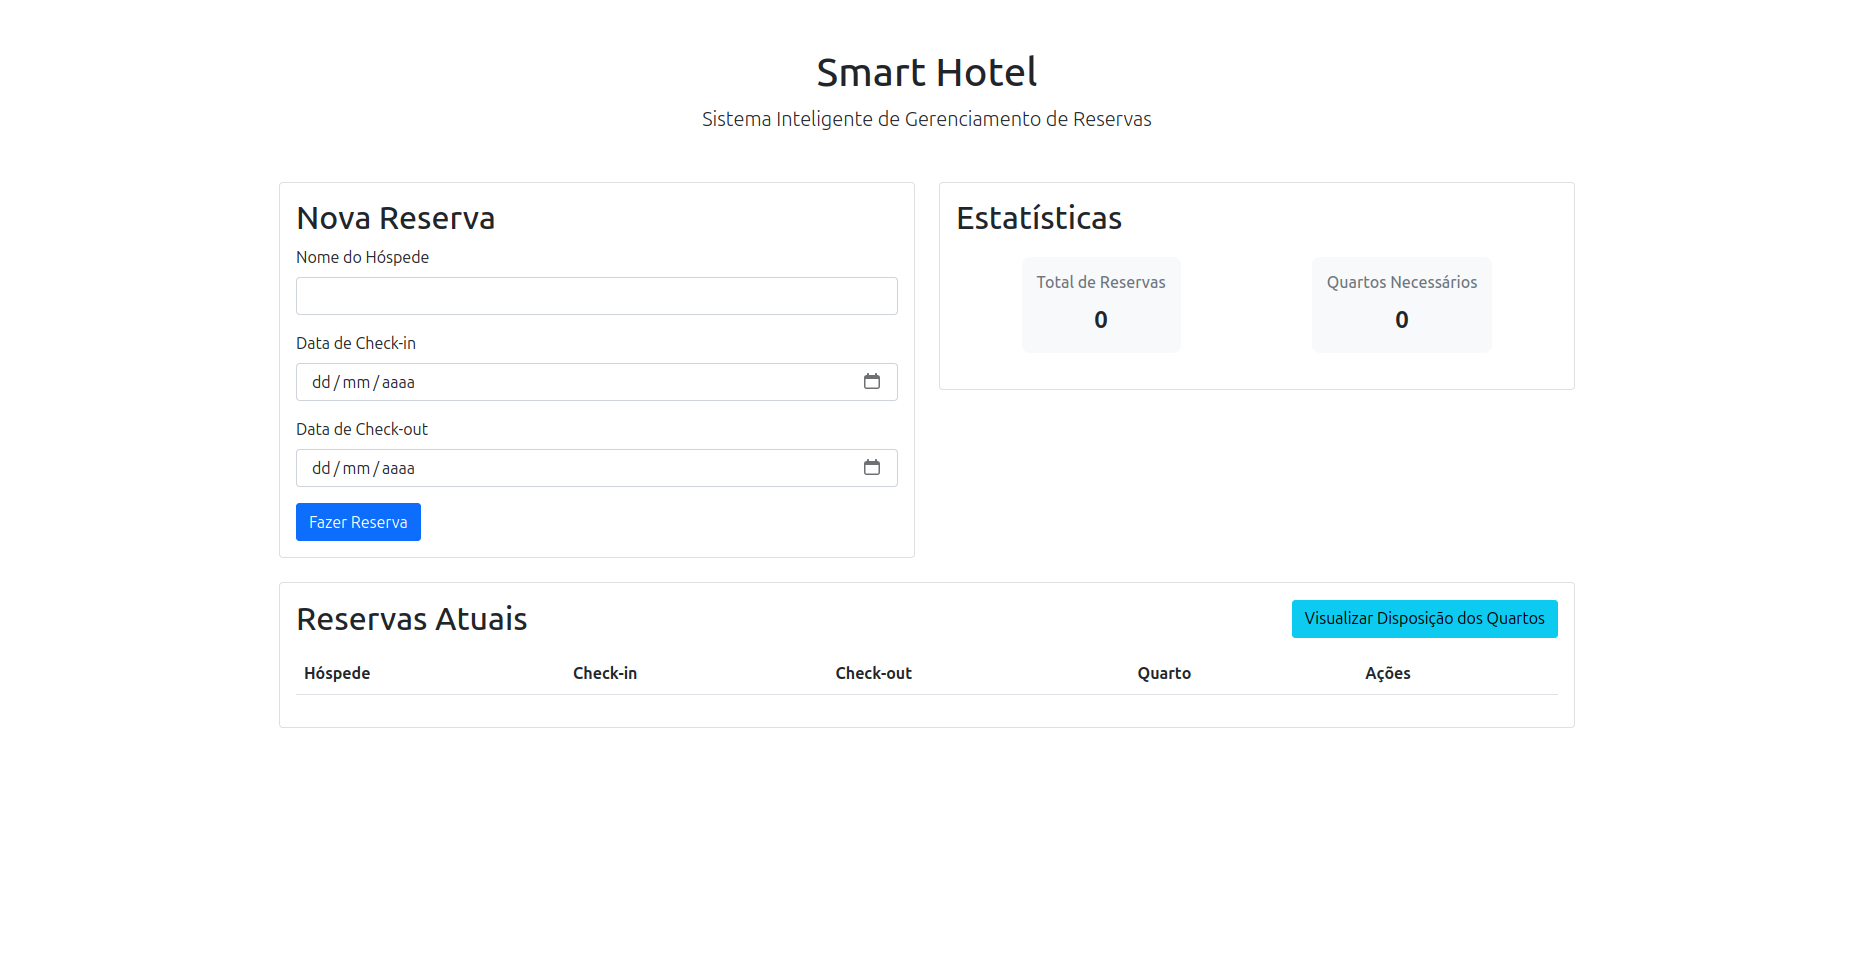 Smart Hotel
Sistema Inteligente de Gerenciamento de Reservas
Nova Reserva
Nome do Hóspede
Data de Check-in
dd/mm/aaaa
Data de Check-out
dd/mm/aaaa
Fazer Reserva
Estatísticas
Total de Reservas
0
Quartos Necessários
0
Reservas Atuais
Visualizar Disposição dos Quartos
Hóspede Check-in Check-out Quarto Ações